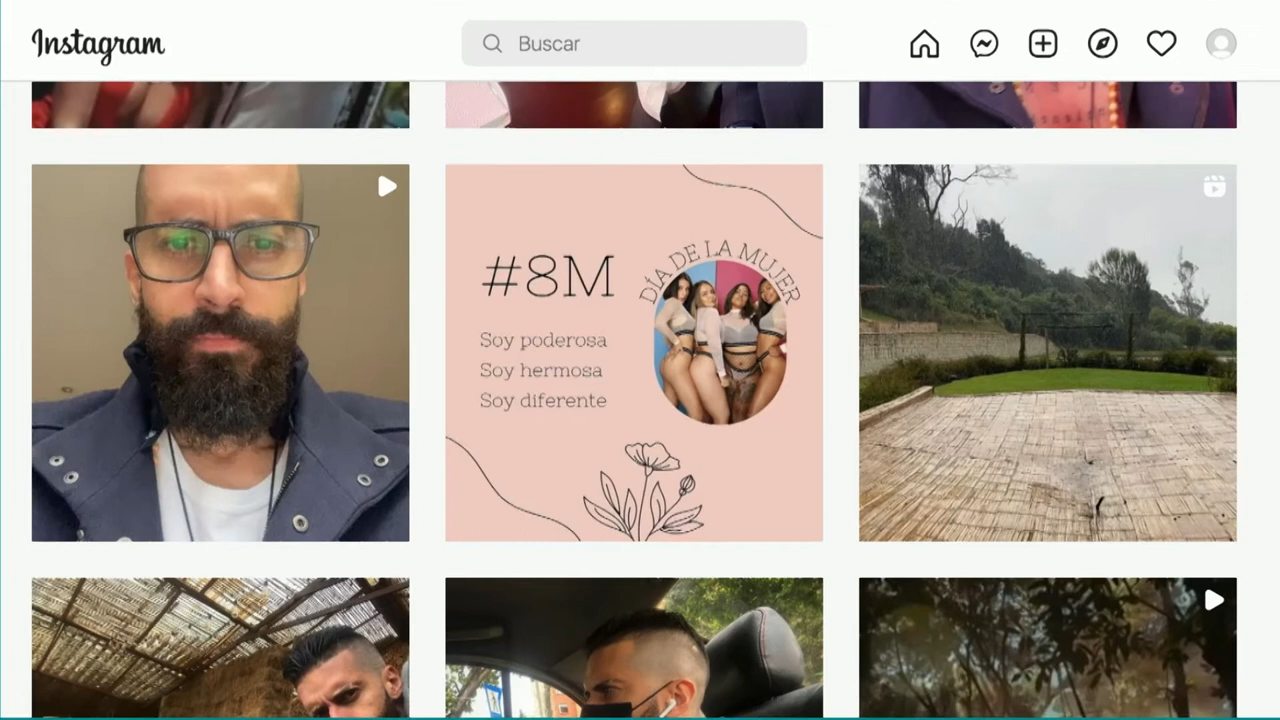 Instagram
Buscar
#8M
DÍA DE LA MUJER
Soy poderosa
Soy hermosa
Soy diferente